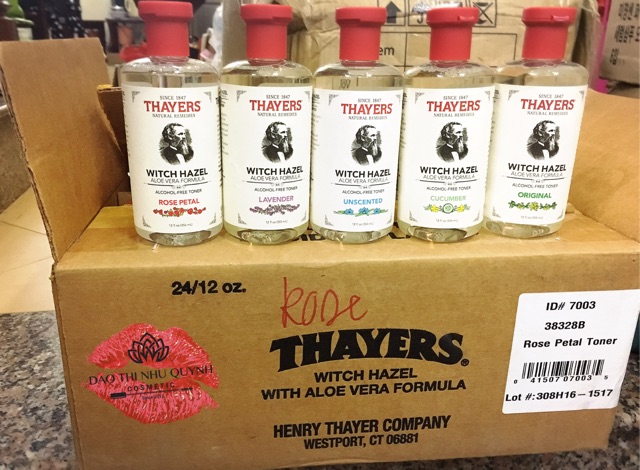 SINCE 1847
THAYERS
NATURAL REMEDIES
WITCH HAZEL
ALOE VERA FORMULA
ALCOHOL-FREE TONER
ROSE PETAL
SINCE 1847
THAYERS
NATURAL REMEDIES
WITCH HAZEL
ALOE VERA FORMULA
ALCOHOL-FREE TONER
LAVENDER
SINCE 1847
THAYERS
NATURAL REMEDIES
WITCH HAZEL
ALOE VERA FORMULA
ALCOHOL-FREE TONER
UNSCENTED
SINCE 1847
THAYERS
NATURAL REMEDIES
WITCH HAZEL
ALOE VERA FORMULA
ALCOHOL-FREE TONER
CUCUMBER
SINCE 1847
THAYERS
NATURAL REMEDIES
WITCH HAZEL
ALOE VERA FORMULA
ALCOHOL-FREE TONER
ORIGINAL
24/12 oz.
Rose
THAYERS®
WITCH HAZEL
WITH ALOE VERA FORMULA
HENRY THAYER COMPANY
WESTPORT, CT 06881
ID# 7003
38328B
Rose Petal Toner
0 41507 07003 5
Lot #:308H16-1517
DAO THI NHU QUYNH
COSMETIC